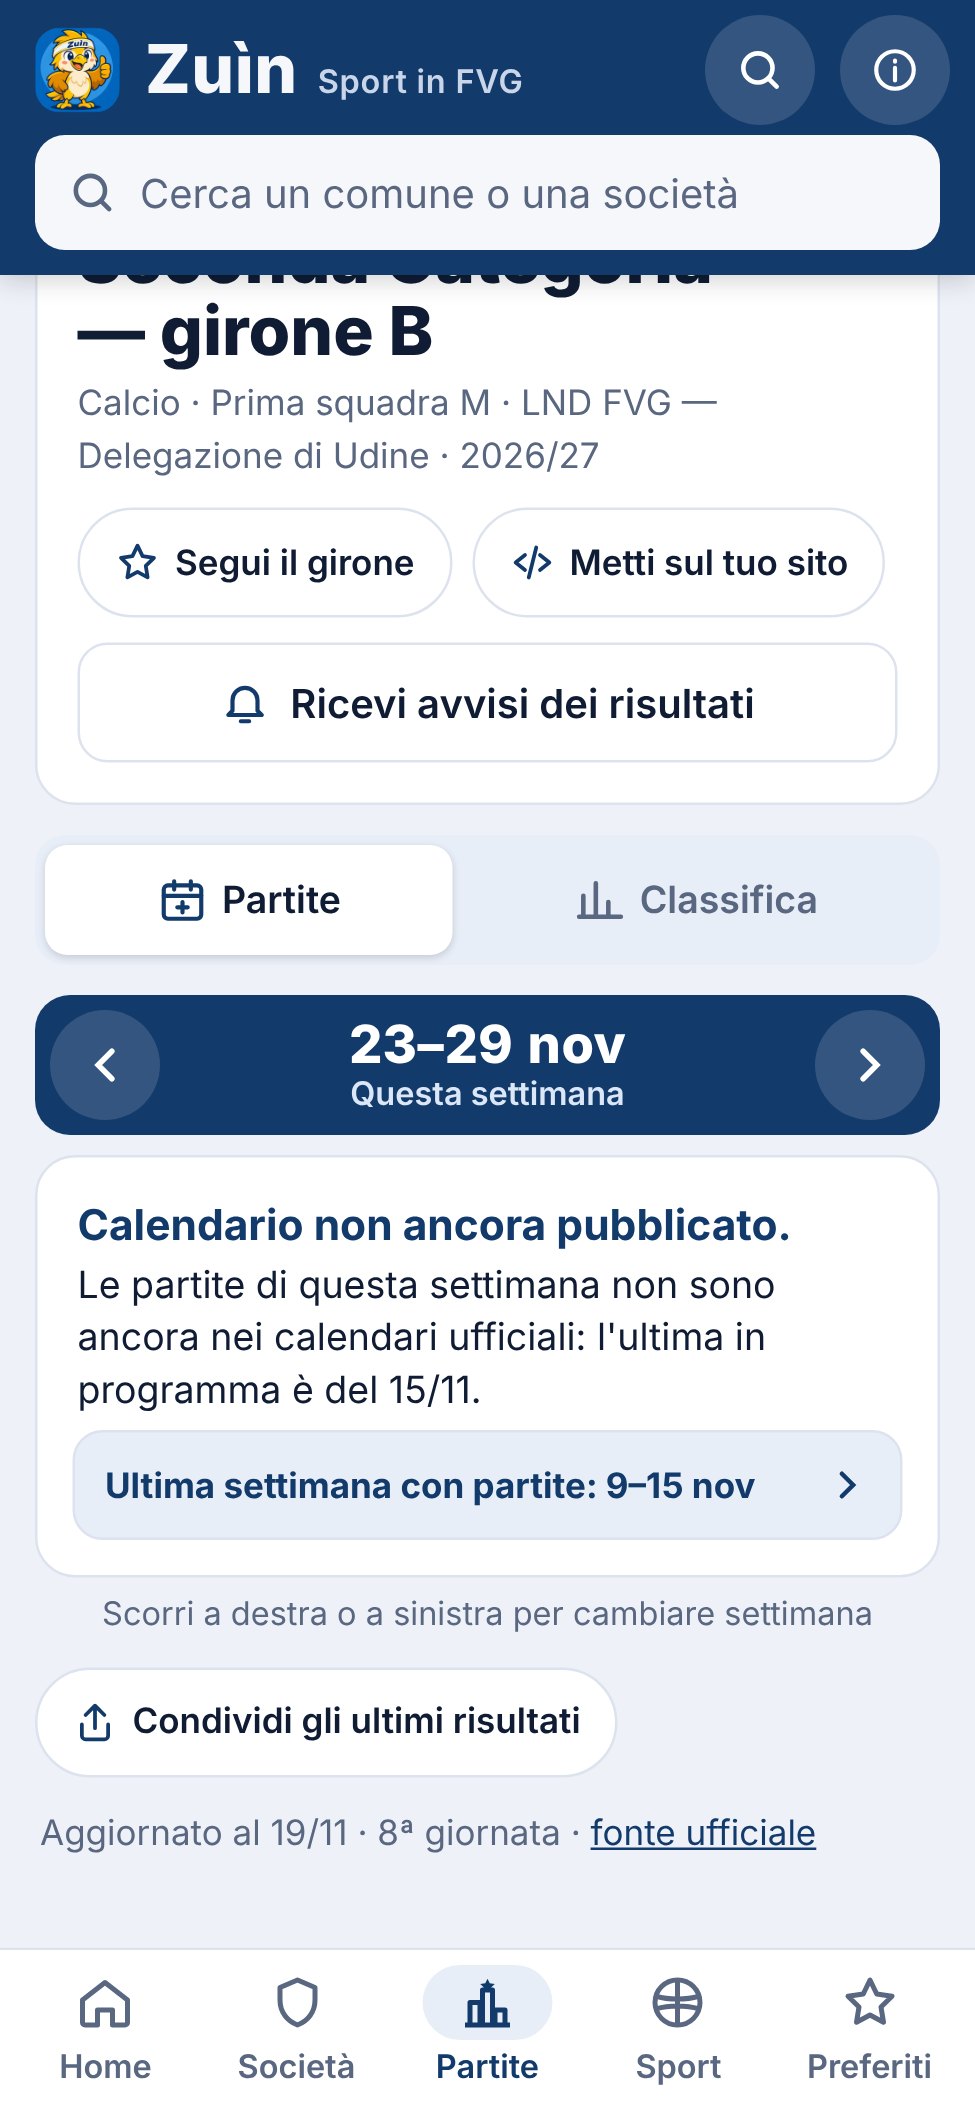 Zuìn
Zuìn Sport in FVG
Cerca un comune o una società
Seconda Categoria
— girone B
Calcio · Prima squadra M · LND FVG —
Delegazione di Udine · 2026/27
Segui il girone
Metti sul tuo sito
Ricevi avvisi dei risultati
Partite
Classifica
23–29 nov
Questa settimana
Calendario non ancora pubblicato.
Le partite di questa settimana non sono
ancora nei calendari ufficiali: l'ultima in
programma è del 15/11.
Ultima settimana con partite: 9–15 nov
Scorri a destra o a sinistra per cambiare settimana
Condividi gli ultimi risultati
Aggiornato al 19/11 · 8ª giornata · fonte ufficiale
Home
Società
Partite
Sport
Preferiti